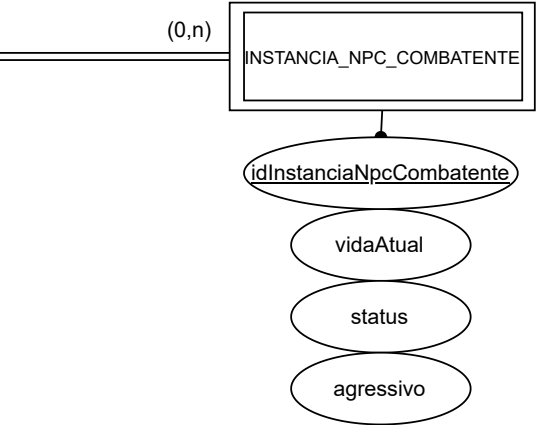 (0,n)
INSTANCIA_NPC_COMBATENTE
idInstanciaNpcCombatente
vidaAtual
status
agressivo